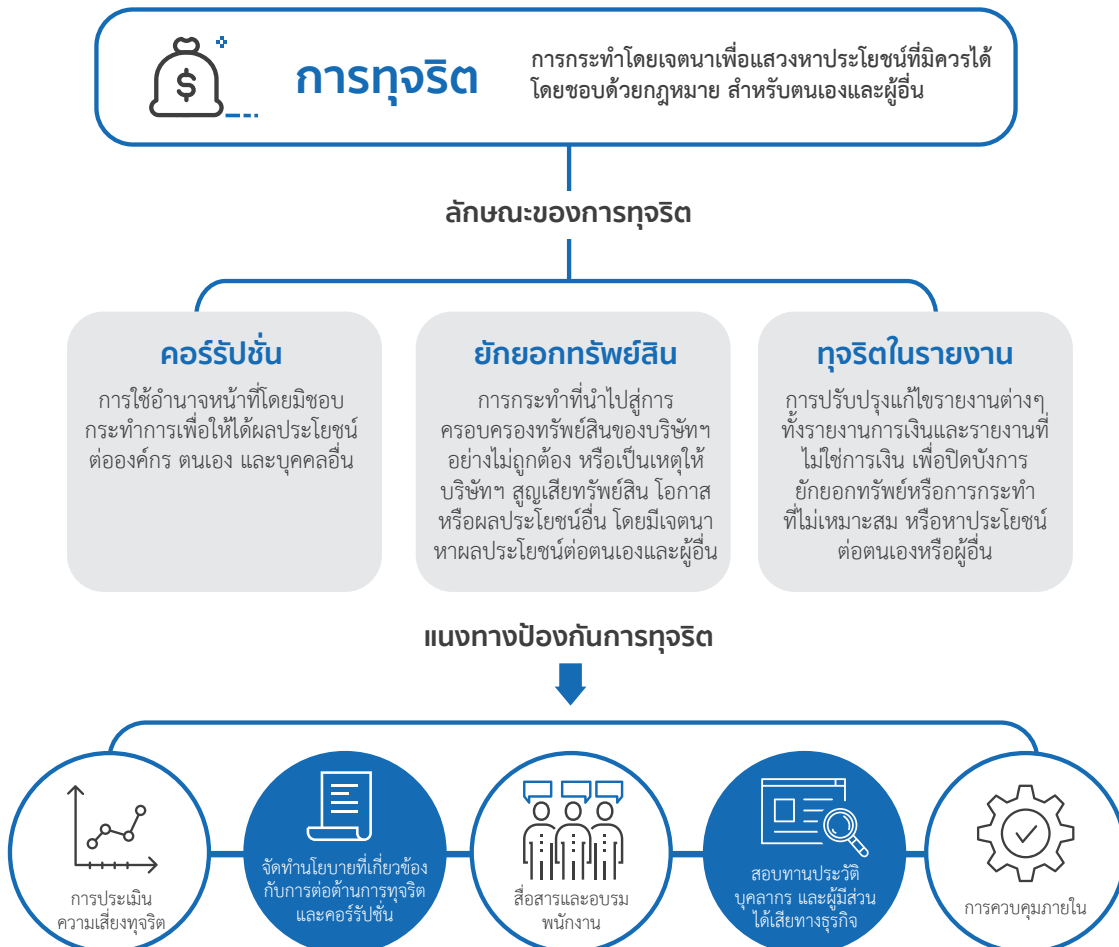 $
การทุจริต
การกระทำโดยเจตนาเพื่อแสวงหาประโยชน์ที่มิควรได้
โดยชอบด้วยกฎหมาย สำหรับตนเองและผู้อื่น
ลักษณะของการทุจริต
คอร์รัปชั่น
การใช้อำนาจหน้าที่โดยมิชอบ
กระทำการเพื่อให้ได้ผลประโยชน์
ต่อองค์กร ตนเอง และบุคคลอื่น
ยักยอกทรัพย์สิน
การกระทำที่นำไปสู่การ
ครอบครองทรัพย์สินของบริษัทฯ
อย่างไม่ถูกต้อง หรือเป็นเหตุให้
บริษัทฯ สูญเสียทรัพย์สิน โอกาส
หรือผลประโยชน์อื่น โดยมีเจตนา
หาผลประโยชน์ต่อตนเองและผู้อื่น
ทุจริตในรายงาน
การปรับปรุงแก้ไขรายงานต่างๆ
ทั้งรายงานการเงินและรายงานที่
ไม่ใช่การเงิน เพื่อปิดบังการ
ยักยอกทรัพย์หรือการกระทำ
ที่ไม่เหมาะสม หรือหาประโยชน์
ต่อตนเองหรือผู้อื่น
แนงทางป้องกันการทุจริต
การประเมิน
ความเสี่ยงทุจริต
จัดทำนโยบายที่เกี่ยวข้อง
กับการต่อต้านการทุจริต
และคอร์รัปชั่น
สื่อสารและอบรม
พนักงาน
สอบทานประวัติ
บุคลากร และผู้มีส่วน
ได้เสียทางธุรกิจ
การควบคุมภายใน